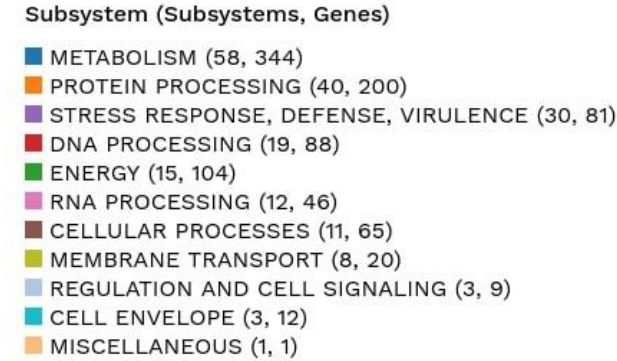 Subsystem (Subsystems, Genes)
METABOLISM (58, 344)
PROTEIN PROCESSING (40, 200)
STRESS RESPONSE, DEFENSE, VIRULENCE (30, 81)
DNA PROCESSING (19, 88)
ENERGY (15, 104)
RNA PROCESSING (12, 46)
CELLULAR PROCESSES (11, 65)
MEMBRANE TRANSPORT (8, 20)
REGULATION AND CELL SIGNALING (3, 9)
CELL ENVELOPE (3, 12)
MISCELLANEOUS (1, 1)